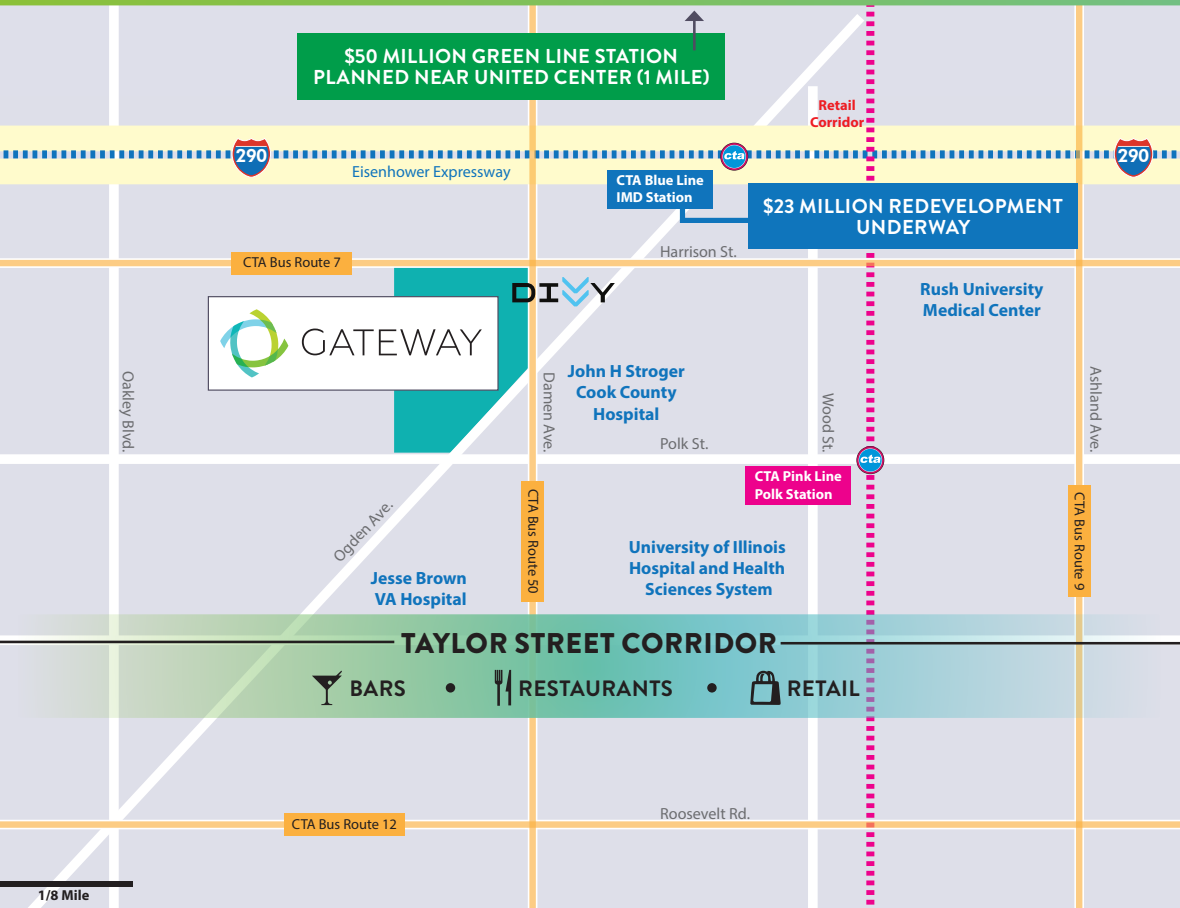 $50 MILLION GREEN LINE STATION
PLANNED NEAR UNITED CENTER (1 MILE)
Retail
Corridor
290
cta
290
Eisenhower Expressway
CTA Blue Line
IMD Station
$23 MILLION REDEVELOPMENT
UNDERWAY
Harrison St.
CTA Bus Route 7
DIVVY
Rush University
Medical Center
GATEWAY
Oakley Blvd.
Damen Ave.
John H Stroger
Cook County
Hospital
Wood St.
Ashland Ave.
Polk St.
cta
CTA Pink Line
Polk Station
CTA Bus Route 50
CTA Bus Route 9
Ogden Ave.
University of Illinois
Hospital and Health
Sciences System
Jesse Brown
VA Hospital
TAYLOR STREET CORRIDOR
BARS • RESTAURANTS • RETAIL
Roosevelt Rd.
CTA Bus Route 12
1/8 Mile